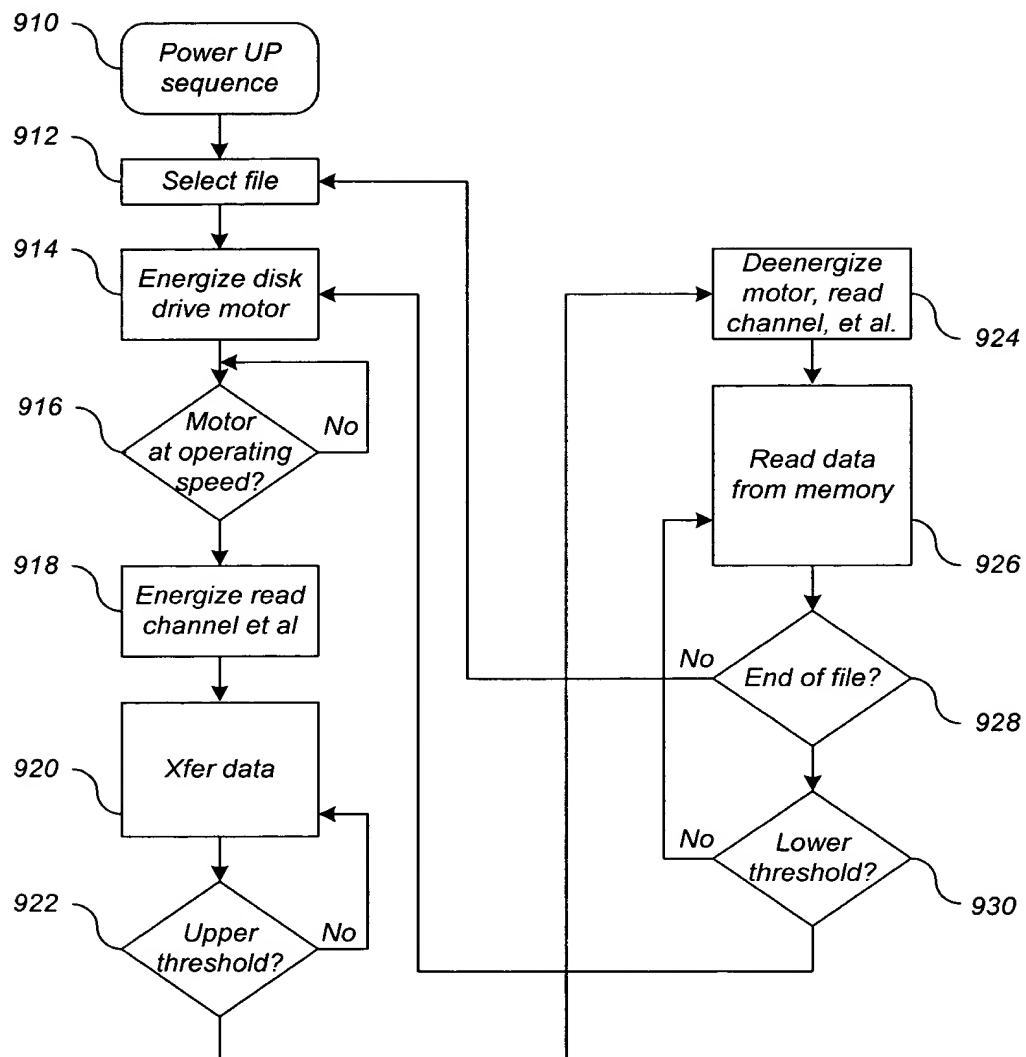 910
Power UP
sequence
912
Select file
914
Energize disk
drive motor
916
Motor
at operating
speed?
No
918
Energize read
channel et al
920
Xfer data
922
Upper
threshold?
No
Deenergize
motor, read
channel, et al.
924
Read data
from memory
926
No
End of file?
928
No
Lower
threshold?
930